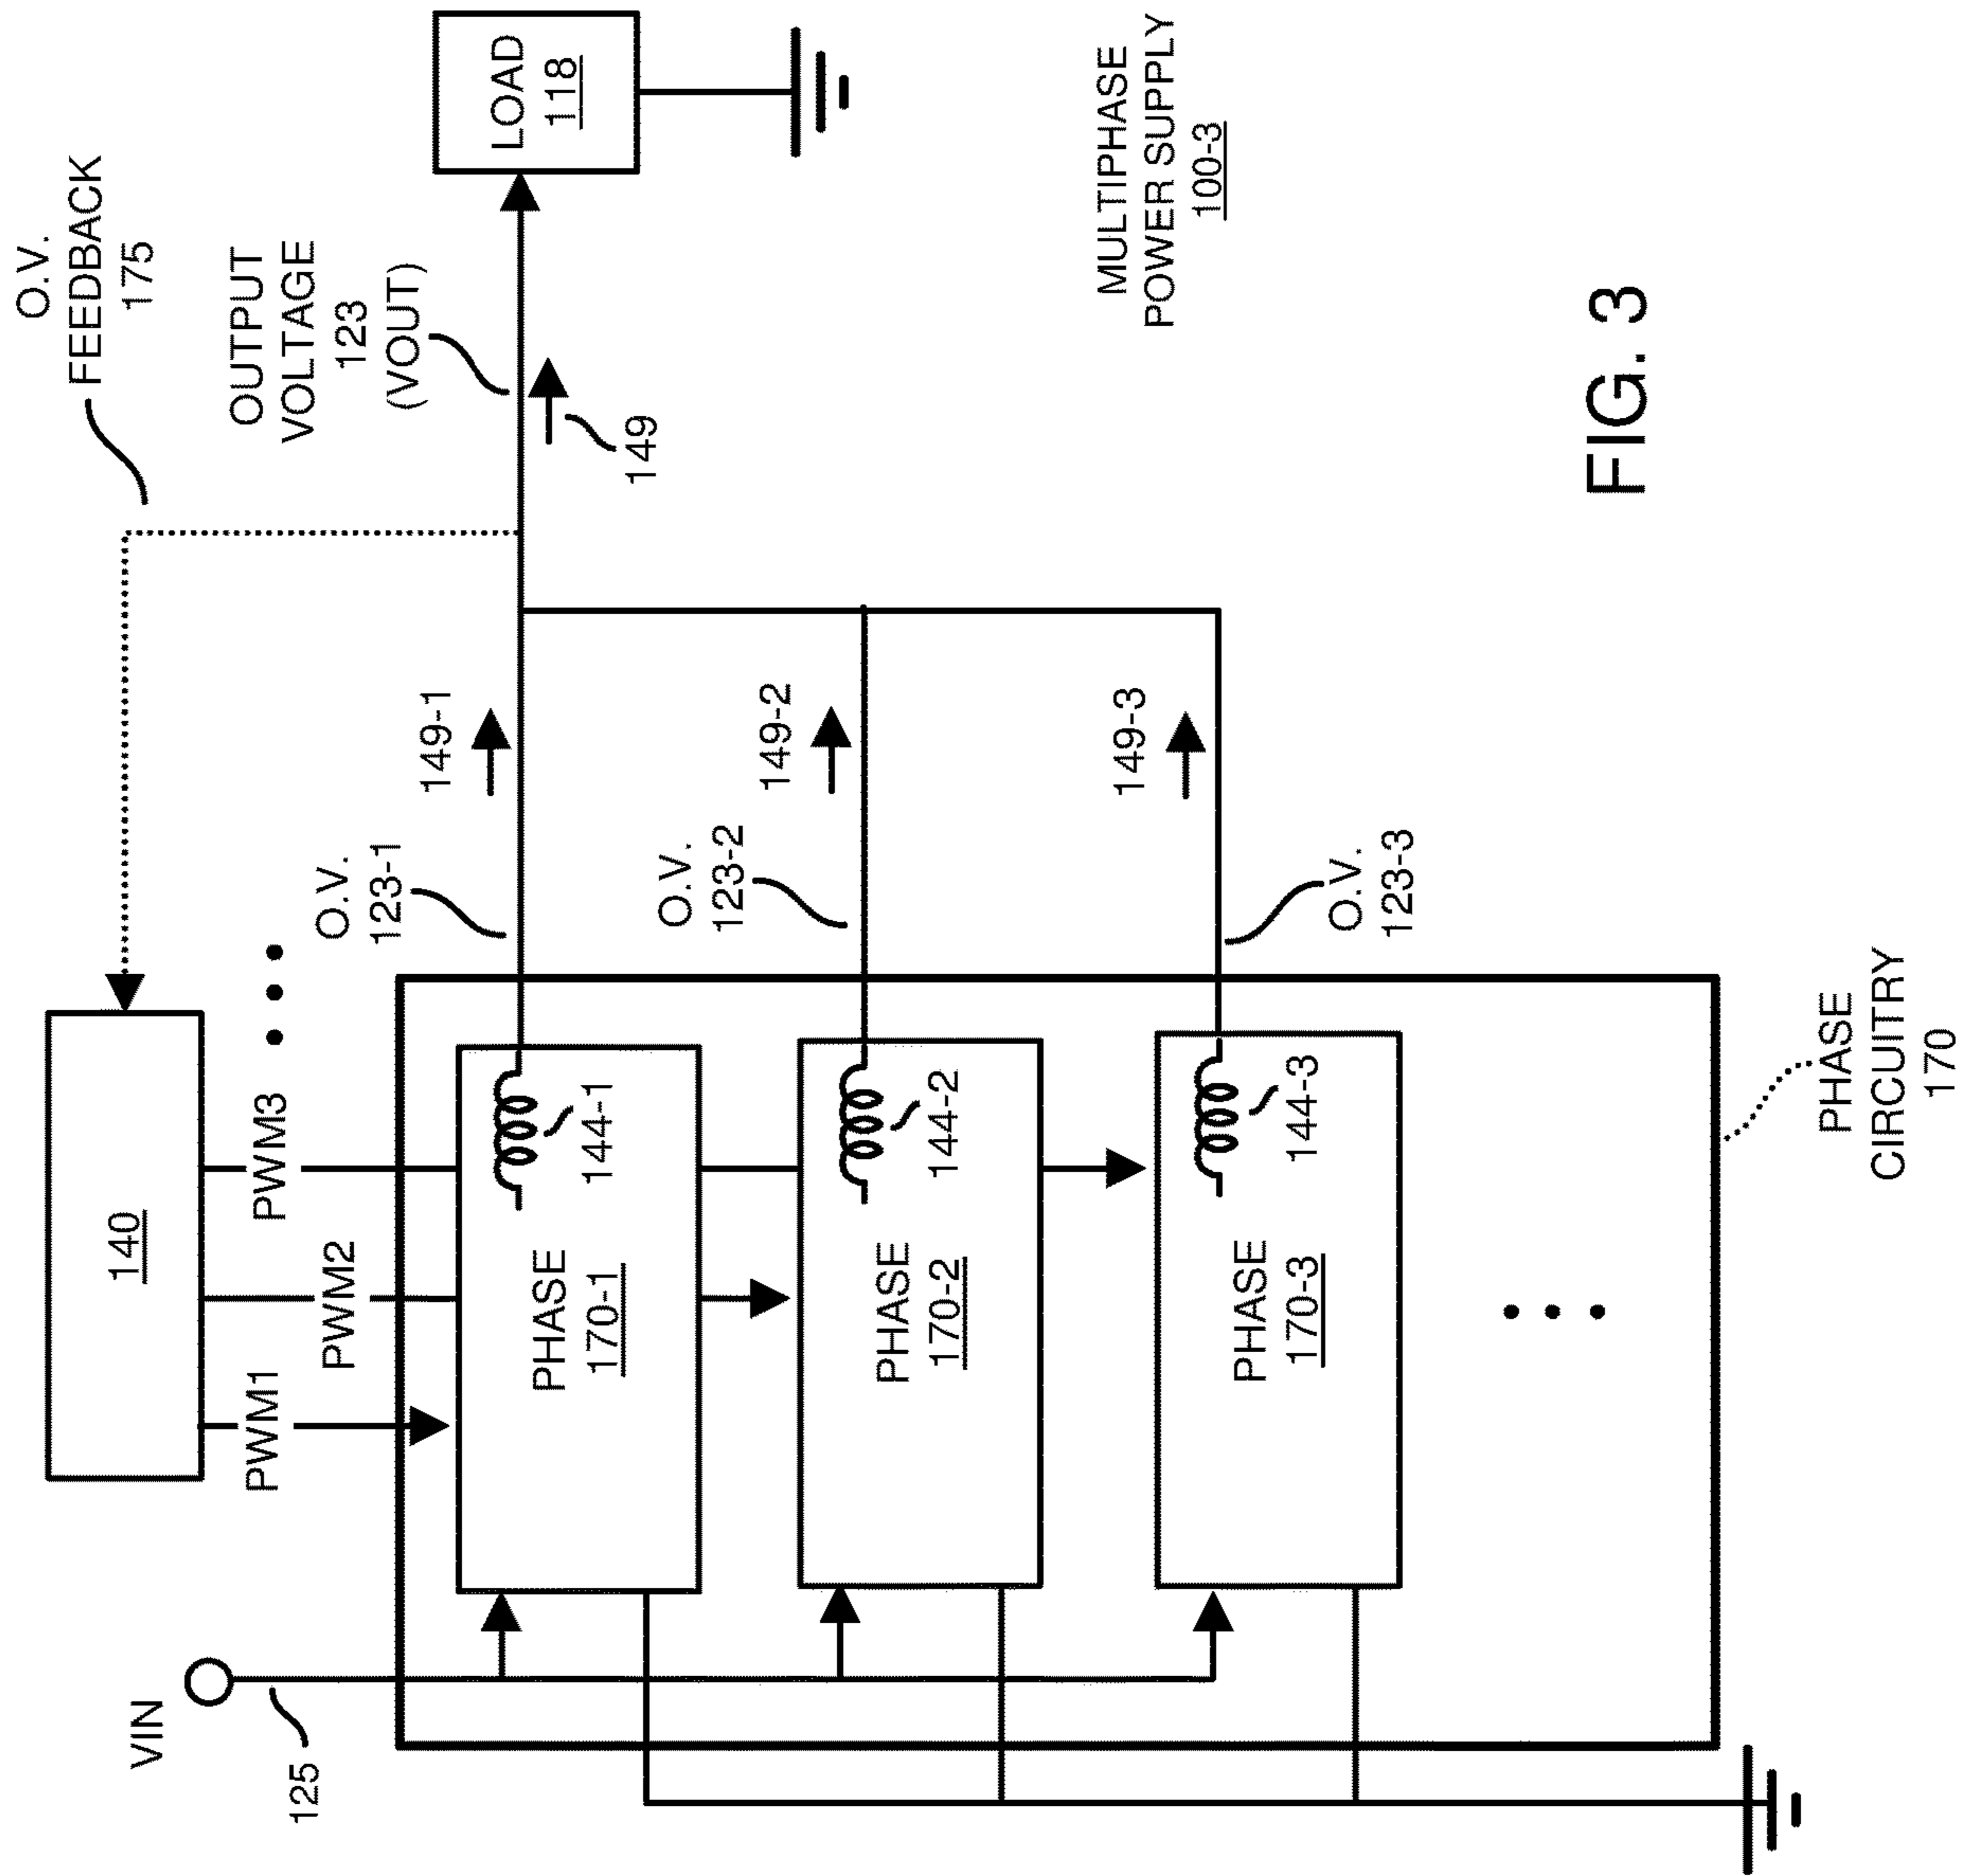 O.V.
FEEDBACK
175
OUTPUT
VOLTAGE
123
(VOUT)
LOAD
118
149
MULTIPHASE
POWER SUPPLY
100-3
140
PWM1
PWM2
PWM3
VIN
125
O.V.
123-1
149-1
O.V.
123-2
149-2
O.V.
123-3
149-3
PHASE
170-1
144-1
PHASE
170-2
144-2
PHASE
170-3
144-3
PHASE
CIRCUITRY
170
FIG. 3